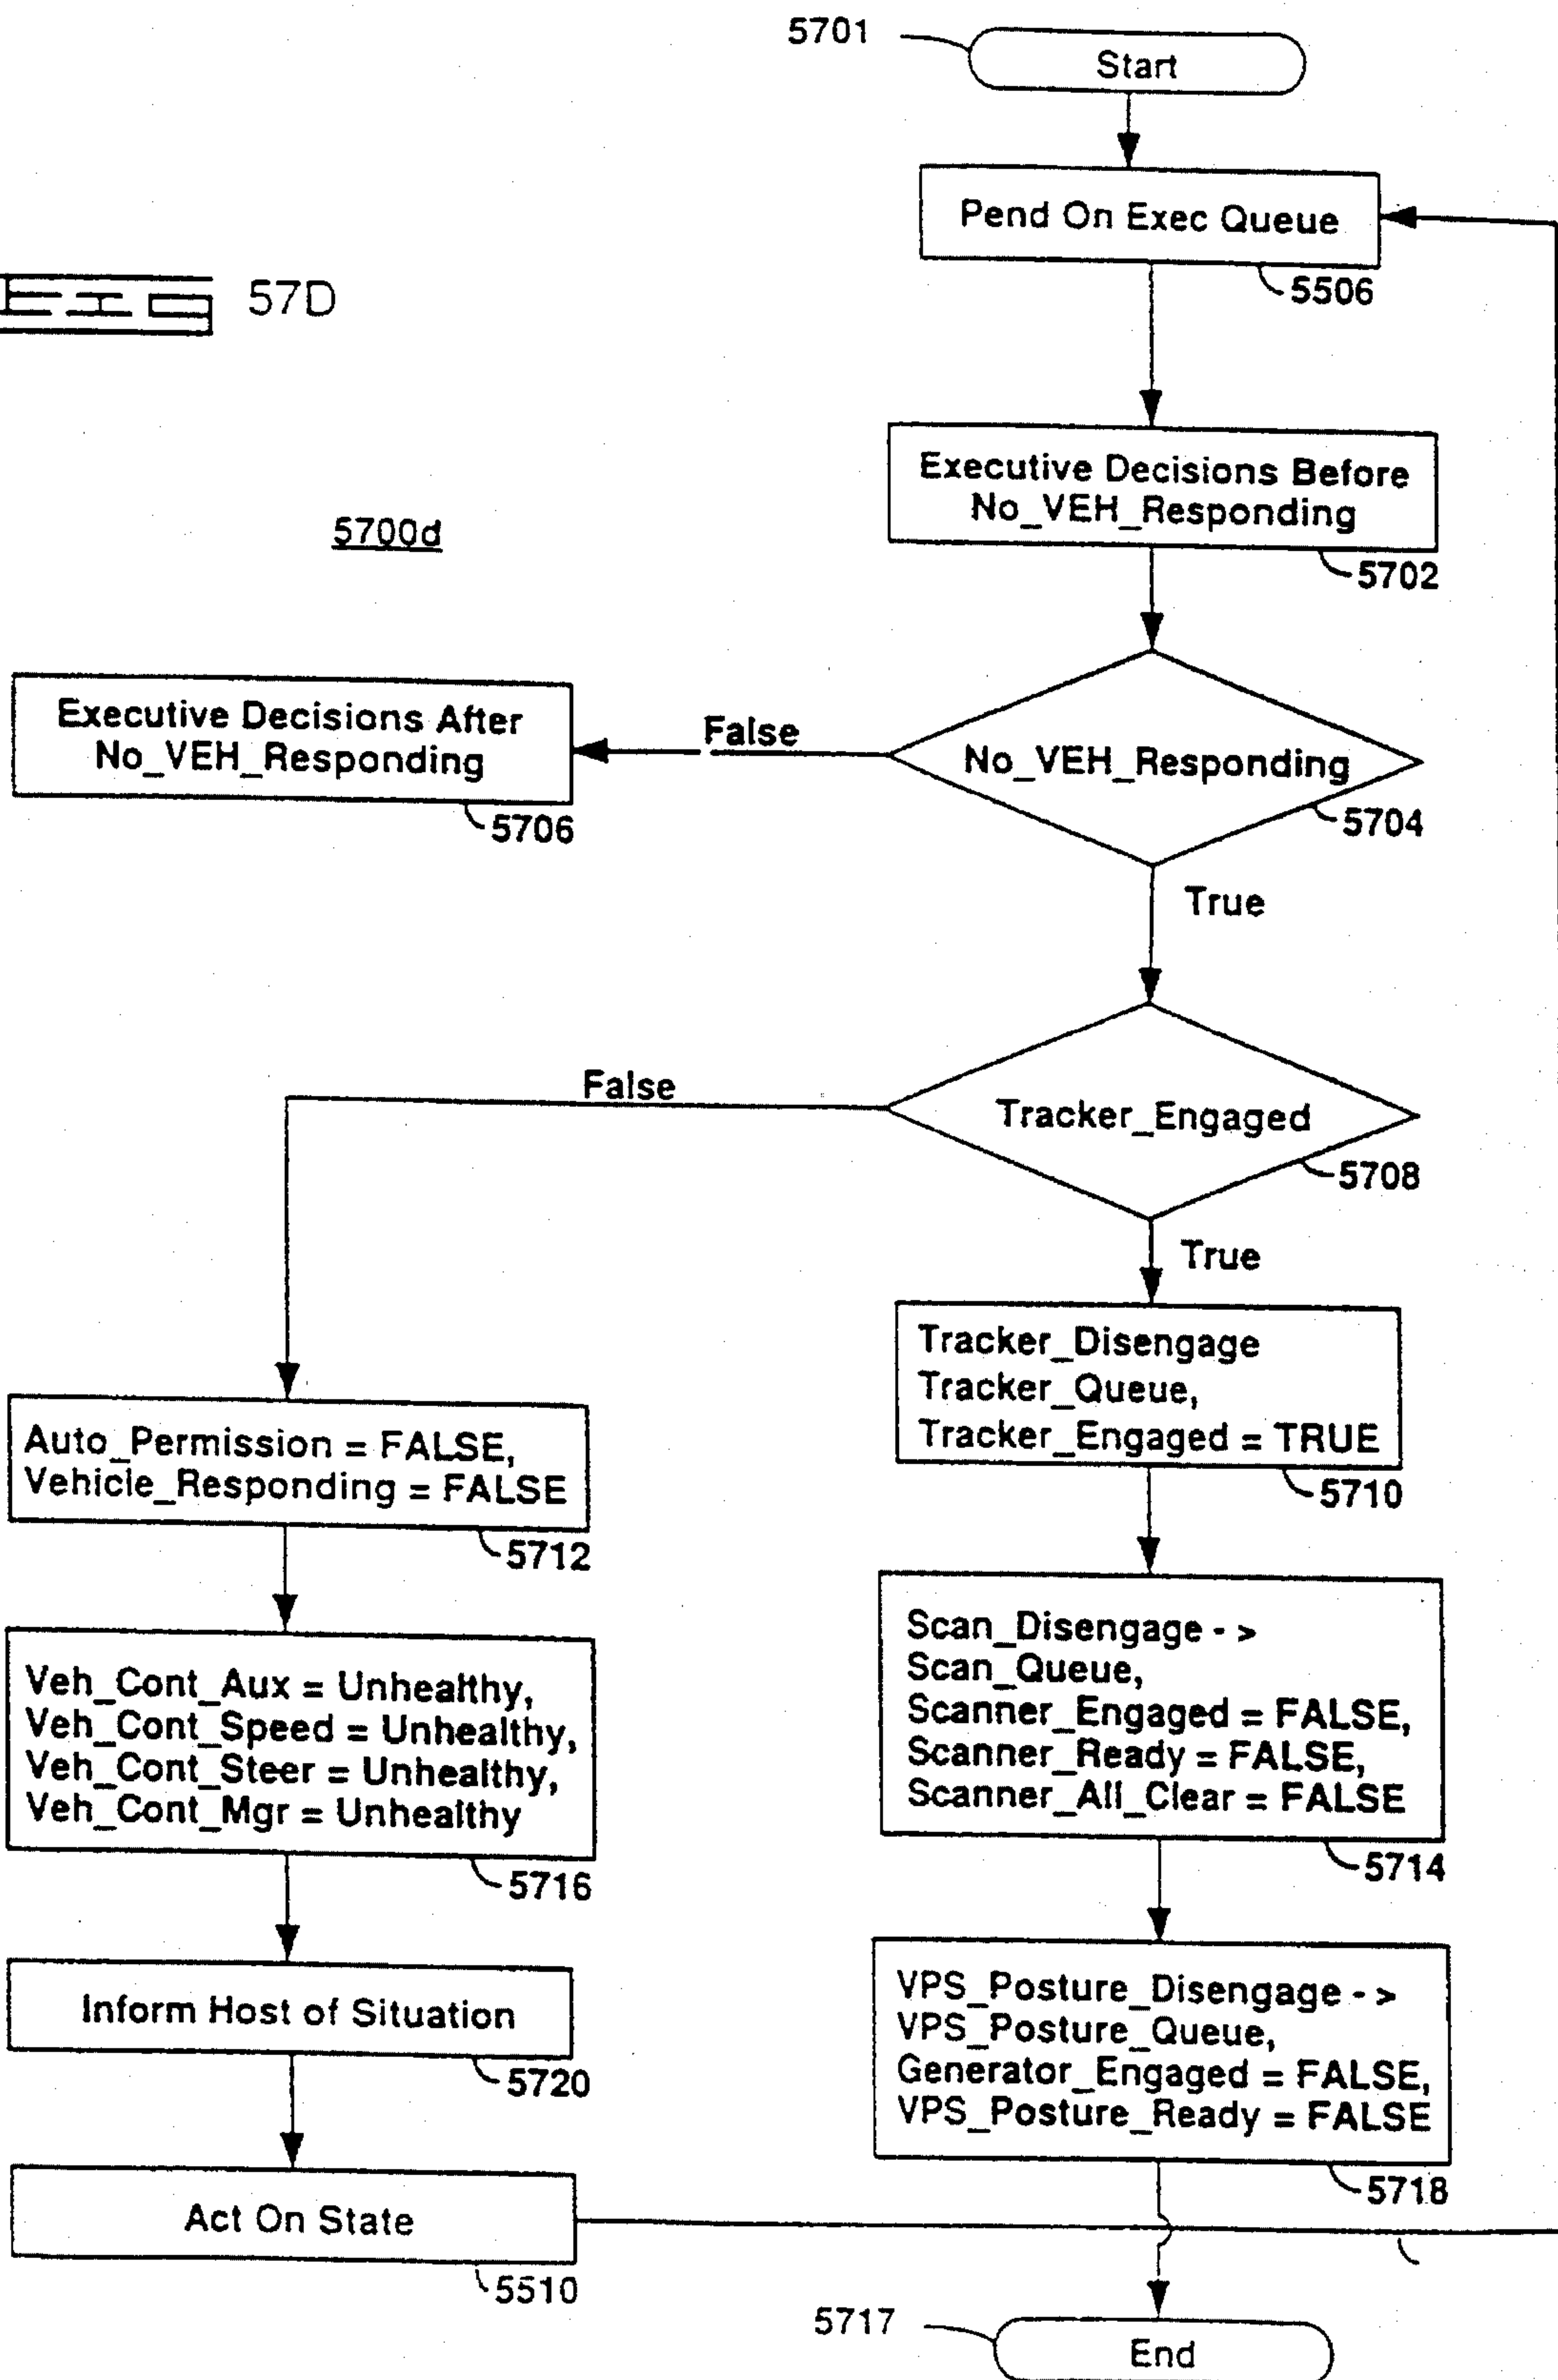 5701
Start
Pend On Exec Queue
5506
FIG 57D
Executive Decisions Before
No_VEH_Responding
5702
5700d
Executive Decisions After
No_VEH_Responding
5706
False
No_VEH_Responding
5704
True
False
Tracker_Engaged
5708
True
Tracker_Disengage
Tracker_Queue,
Tracker_Engaged = TRUE
5710
Auto_Permission = FALSE,
Vehicle_Responding = FALSE
5712
Scan_Disengage - >
Scan_Queue,
Scanner_Engaged = FALSE,
Scanner_Ready = FALSE,
Scanner_All_Clear = FALSE
5714
Veh_Cont_Aux = Unhealthy,
Veh_Cont_Speed = Unhealthy,
Veh_Cont_Steer = Unhealthy,
Veh_Cont_Mgr = Unhealthy
5716
VPS_Posture_Disengage - >
VPS_Posture_Queue,
Generator_Engaged = FALSE,
VPS_Posture_Ready = FALSE
5718
Inform Host of Situation
5720
Act On State
5510
5717
End